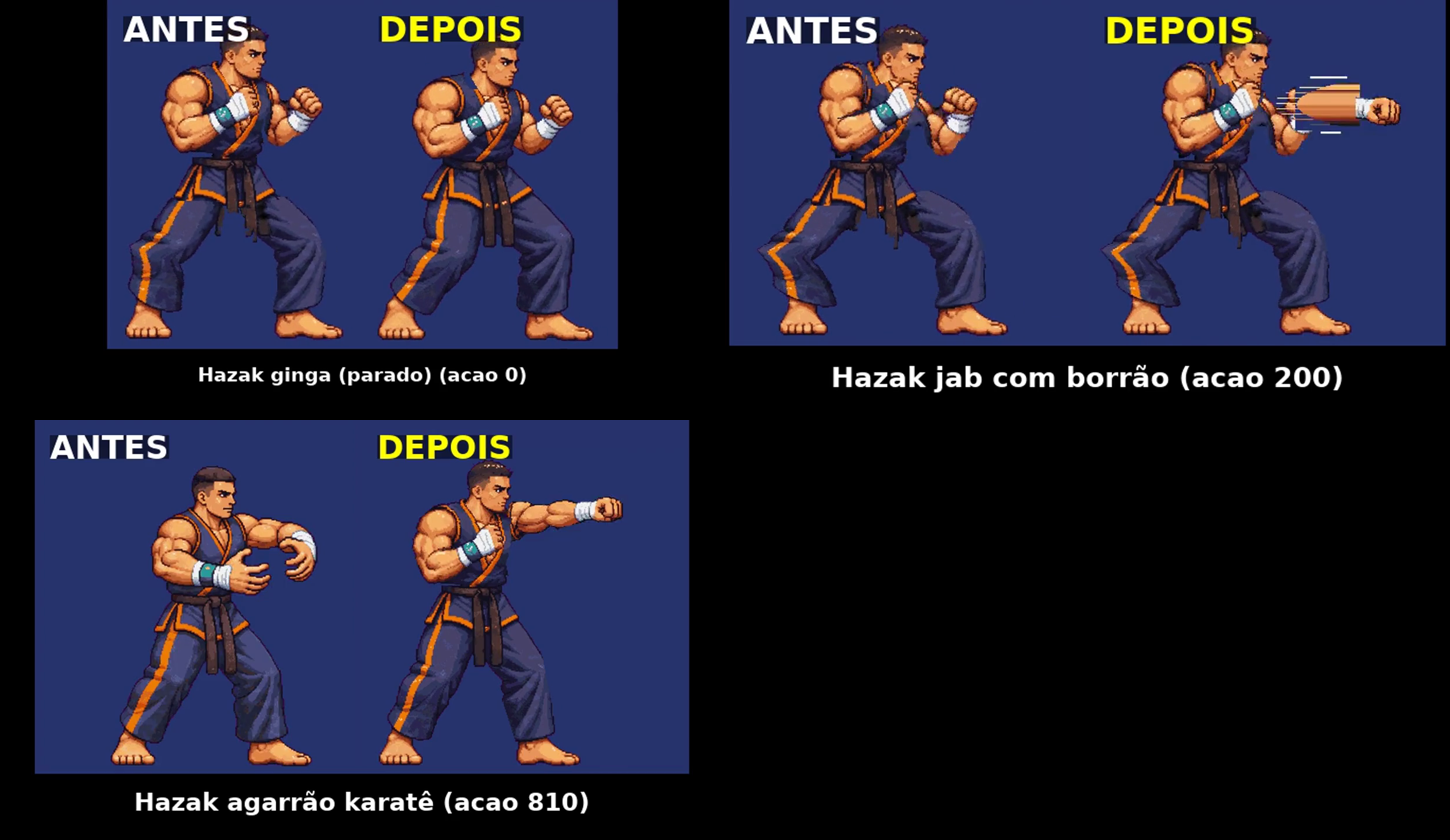 ANTES
DEPOIS
Hazak ginga (parado) (acao 0)
ANTES
DEPOIS
Hazak jab com borrão (acao 200)
ANTES
DEPOIS
Hazak agarrão karatê (acao 810)